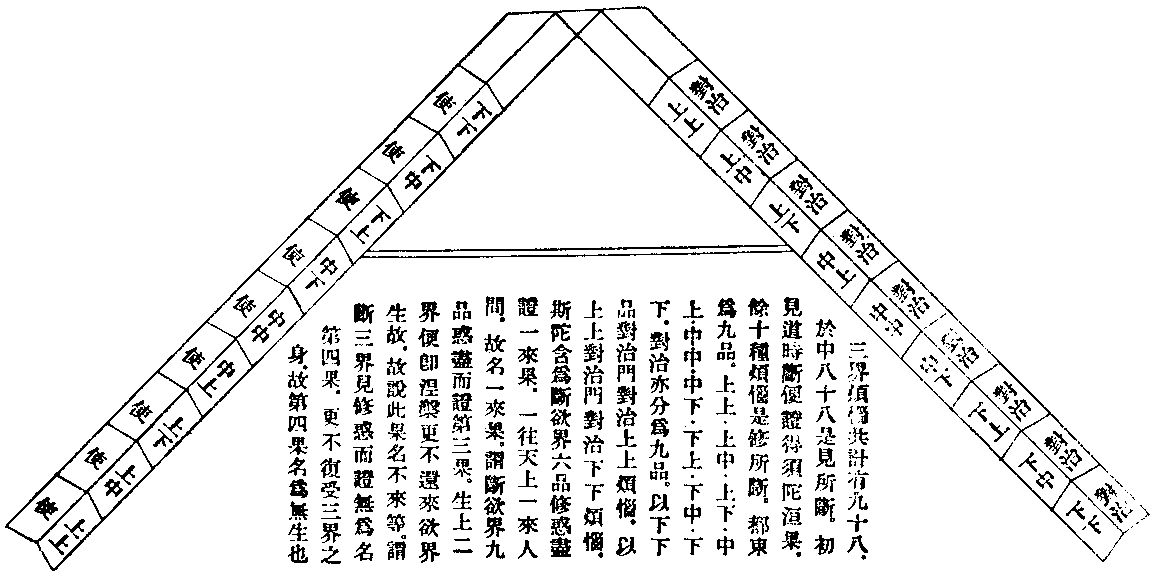 使
下下
使
下中
使
下上
使
中下
使
中中
使
中上
使
上下
使
上中
使
上上
對治
上上
對治
上中
對治
上下
對治
中上
對治
中中
對治
中下
對治
下上
對治
下中
對治
下下
三界煩惱共計有九十八,
於中八十八是見所斷。初
見道時斷便證得須陀洹果。
餘十種煩惱是修所斷。都束
爲九品。上上·上中·上下·中
上·中中·中下·下上·下中·下
下。對治亦分爲九品。以下下
品對治門對治上上煩惱。以
上上對治門對治下下煩惱。
斯陀含爲斷欲界六品修惑盡
證一來果。一往天上一來人
間。故名一來果。謂斷欲界九
品惑盡而證第三果。生上二
界便卽涅槃更不還來欲界
生故。故說此果名不來等。謂
斷三界見修惑而證無爲名
第四果。更不復受三界之
身。故第四果名爲無生也